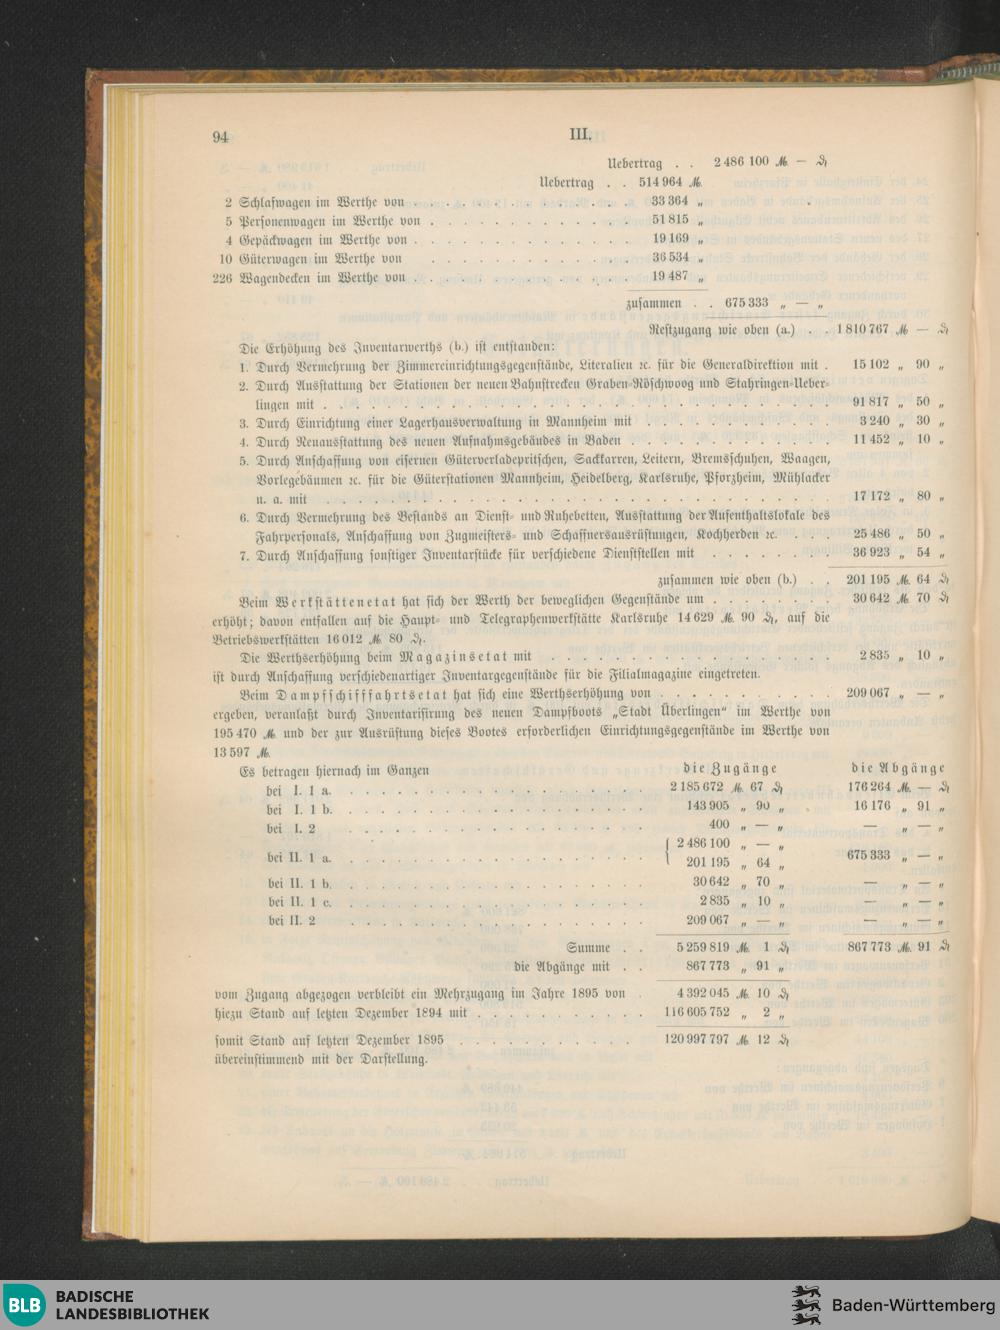 94
III.
Uebertrag . . 2 486 100 ℳ — ₰
Uebertrag . . 514 964 ℳ
2 Schlafwagen im Werthe von . . . . . . . . . . . . 33 364 „
5 Personenwagen im Werthe von . . . . . . . . . . . . 51 815 „
4 Gepäckwagen im Werthe von . . . . . . . . . . . . 19 169 „
10 Güterwagen im Werthe von . . . . . . . . . . . . 36 534 „
226 Wagendecken im Werthe von . . . . . . . . . . . . 19 487 „
zusammen . . 675 333 „ — „
Restzugang wie oben (a.) . . 1 810 767 ℳ — ₰
Die Erhöhung des Inventarwerths (b.) ist entstanden:
1. Durch Vermehrung der Zimmereinrichtungsgegenstände, Literalien ꝛc. für die Generaldirektion mit . 15 102 „ 90 „
2. Durch Ausstattung der Stationen der neuen Bahnstrecken Graben-Röschwoog und Stahringen-Ueber-
lingen mit . . . . . . . . . . . . 91 817 „ 50 „
3. Durch Einrichtung einer Lagerhausverwaltung in Mannheim mit . . . . . . . . . . 3 240 „ 30 „
4. Durch Neuausstattung des neuen Aufnahmsgebäudes in Baden . . . . . . . . . . 11 452 „ 10 „
5. Durch Anschaffung von eisernen Güterverladepritschen, Sackkarren, Leitern, Bremsschuhen, Waagen,
Vorlegebäumen ꝛc. für die Güterstationen Mannheim, Heidelberg, Karlsruhe, Pforzheim, Mühlacker
u. a. mit . . . . . . . . . . . . 17 172 „ 80 „
6. Durch Vermehrung des Bestands an Dienst- und Ruhebetten, Ausstattung der Aufenthaltslokale des
Fahrpersonals, Anschaffung von Zugmeisters- und Schaffnersausrüstungen, Kochherden ꝛc. . . . 25 486 „ 50 „
7. Durch Anschaffung sonstiger Inventarstücke für verschiedene Dienststellen mit . . . . . . . 36 923 „ 54 „
zusammen wie oben (b.) . . 201 195 ℳ 64 ₰
Beim Werkstättenetat hat sich der Werth der beweglichen Gegenstände um . . . . . . . 30 642 ℳ 70 ₰
erhöht; davon entfallen auf die Haupt- und Telegraphenwerkstätte Karlsruhe 14 629 ℳ 90 ₰, auf die
Betriebswerkstätten 16 012 ℳ 80 ₰.
Die Werthserhöhung beim Magazinsetat mit . . . . . . . . . . . . 2 835 „ 10 „
ist durch Anschaffung verschiedenartiger Inventargegenstände für die Filialmagazine eingetreten.
Beim Dampfschifffahrtsetat hat sich eine Werthserhöhung von . . . . . . . . . . 209 067 „ — „
ergeben, veranlaßt durch Inventarisirung des neuen Dampfboots „Stadt Überlingen“ im Werthe von
195 470 ℳ und der zur Ausrüstung dieses Bootes erforderlichen Einrichtungsgegenstände im Werthe von
13 597 ℳ
Es betragen hiernach im Ganzen die Zugänge die Abgänge
bei I. 1 a. . . . . . . . . . . . 2 185 672 ℳ 67 ₰ 176 264 ℳ — ₰
bei I. 1 b. . . . . . . . . . . . 143 905 „ 90 „ 16 176 „ 91 „
bei I. 2 . . . . . . . . . . . . 400 „ — „ — „ — „
2 486 100 „ — „
bei II. 1 a. . . . . . . . . . . . { 675 333 „ — „
201 195 „ 64 „
bei II. 1 b. . . . . . . . . . . . 30 642 „ 70 „ — „ — „
bei II. 1 c. . . . . . . . . . . . 2 835 „ 10 „ — „ — „
bei II. 2 . . . . . . . . . . . . 209 067 „ — „ — „ — „
Summe . . 5 259 819 ℳ 1 ₰ 867 773 ℳ 91 ₰
die Abgänge mit . . 867 773 „ 91 „
vom Zugang abgezogen verbleibt ein Mehrzugang im Jahre 1895 von . 4 392 045 ℳ 10 ₰
hiezu Stand auf letzten Dezember 1894 mit . . . . . . . . . . 116 605 752 „ 2 „
somit Stand auf letzten Dezember 1895 . . . . . . . . . . 120 997 797 ℳ 12 ₰
übereinstimmend mit der Darstellung.
BLB
BADISCHE
LANDESBIBLIOTHEK
Baden-Württemberg